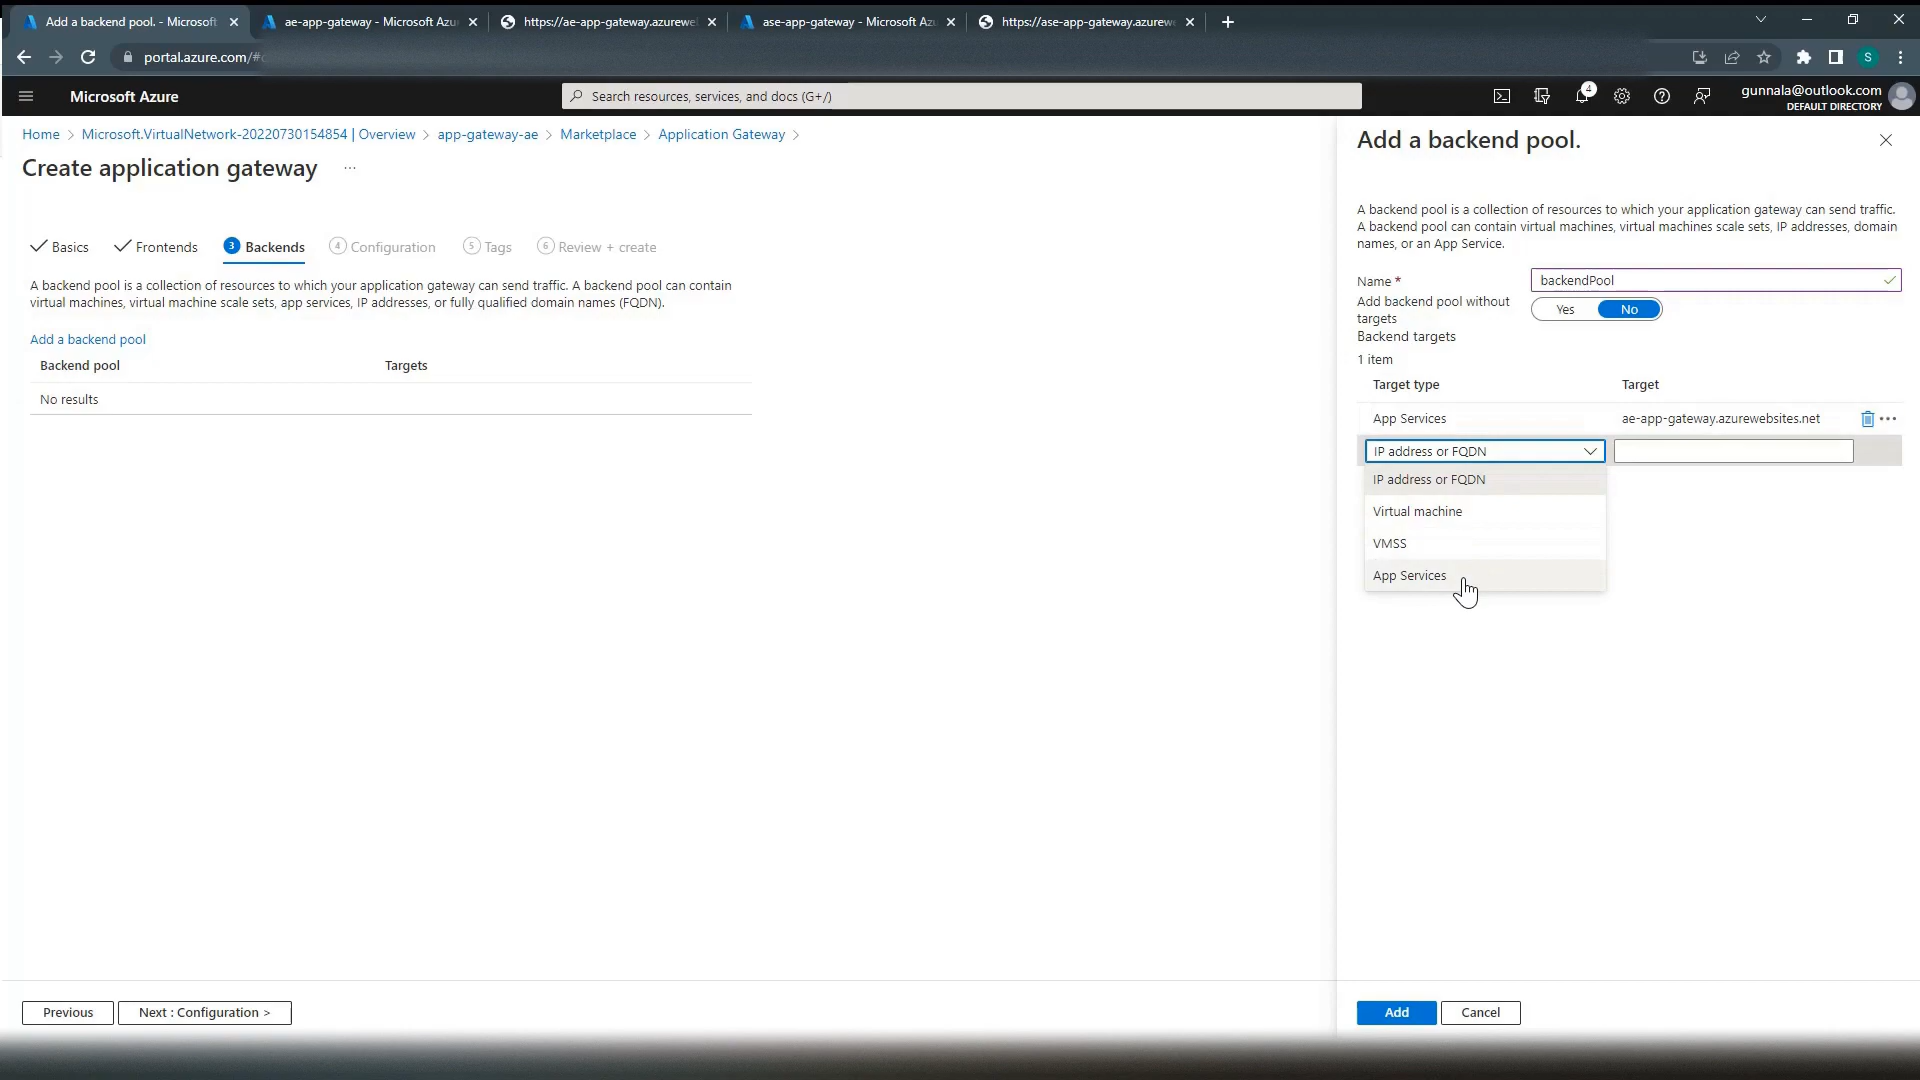 Add a backend pool. - Microsoft
ae-app-gateway - Microsoft Azu
https://ae-app-gateway.azurewe
ase-app-gateway - Microsoft Az
https://ase-app-gateway.azurew
portal.azure.com/#
S
Microsoft Azure
Search resources, services, and docs (G+/)
4
gunnala@outlook.com
DEFAULT DIRECTORY
Home > Microsoft.VirtualNetwork-20220730154854 | Overview > app-gateway-ae > Marketplace > Application Gateway >
Create application gateway ...
Basics
Frontends
3 Backends
4 Configuration
5 Tags
6 Review + create
A backend pool is a collection of resources to which your application gateway can send traffic. A backend pool can contain
virtual machines, virtual machine scale sets, app services, IP addresses, or fully qualified domain names (FQDN).
Add a backend pool
Backend pool Targets
No results
Previous
Next : Configuration >
Add a backend pool.
A backend pool is a collection of resources to which your application gateway can send traffic.
A backend pool can contain virtual machines, virtual machines scale sets, IP addresses, domain
names, or an App Service.
Name * backendPool
Add backend pool without
targets
Yes No
Backend targets
1 item
Target type Target
App Services ae-app-gateway.azurewebsites.net ...
IP address or FQDN
IP address or FQDN
Virtual machine
VMSS
App Services
Add
Cancel